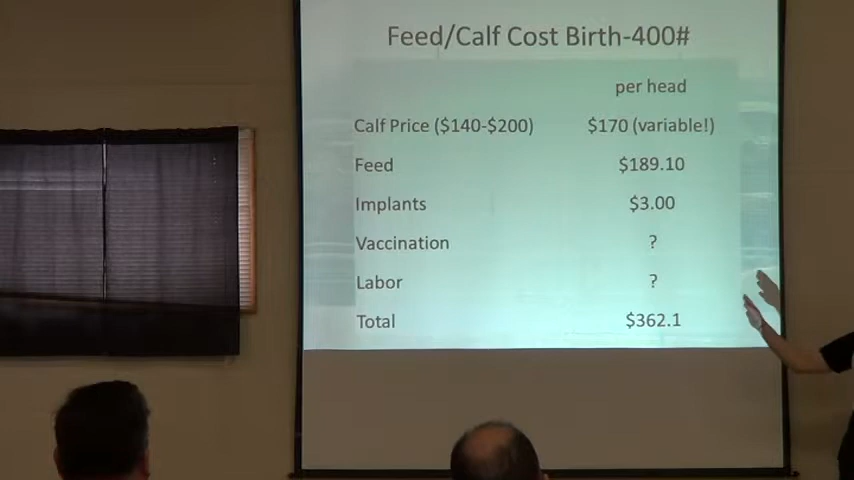 Feed/Calf Cost Birth-400#
per head
Calf Price ($140-$200) $170 (variable!)
Feed $189.10
Implants $3.00
Vaccination ?
Labor ?
Total $362.1